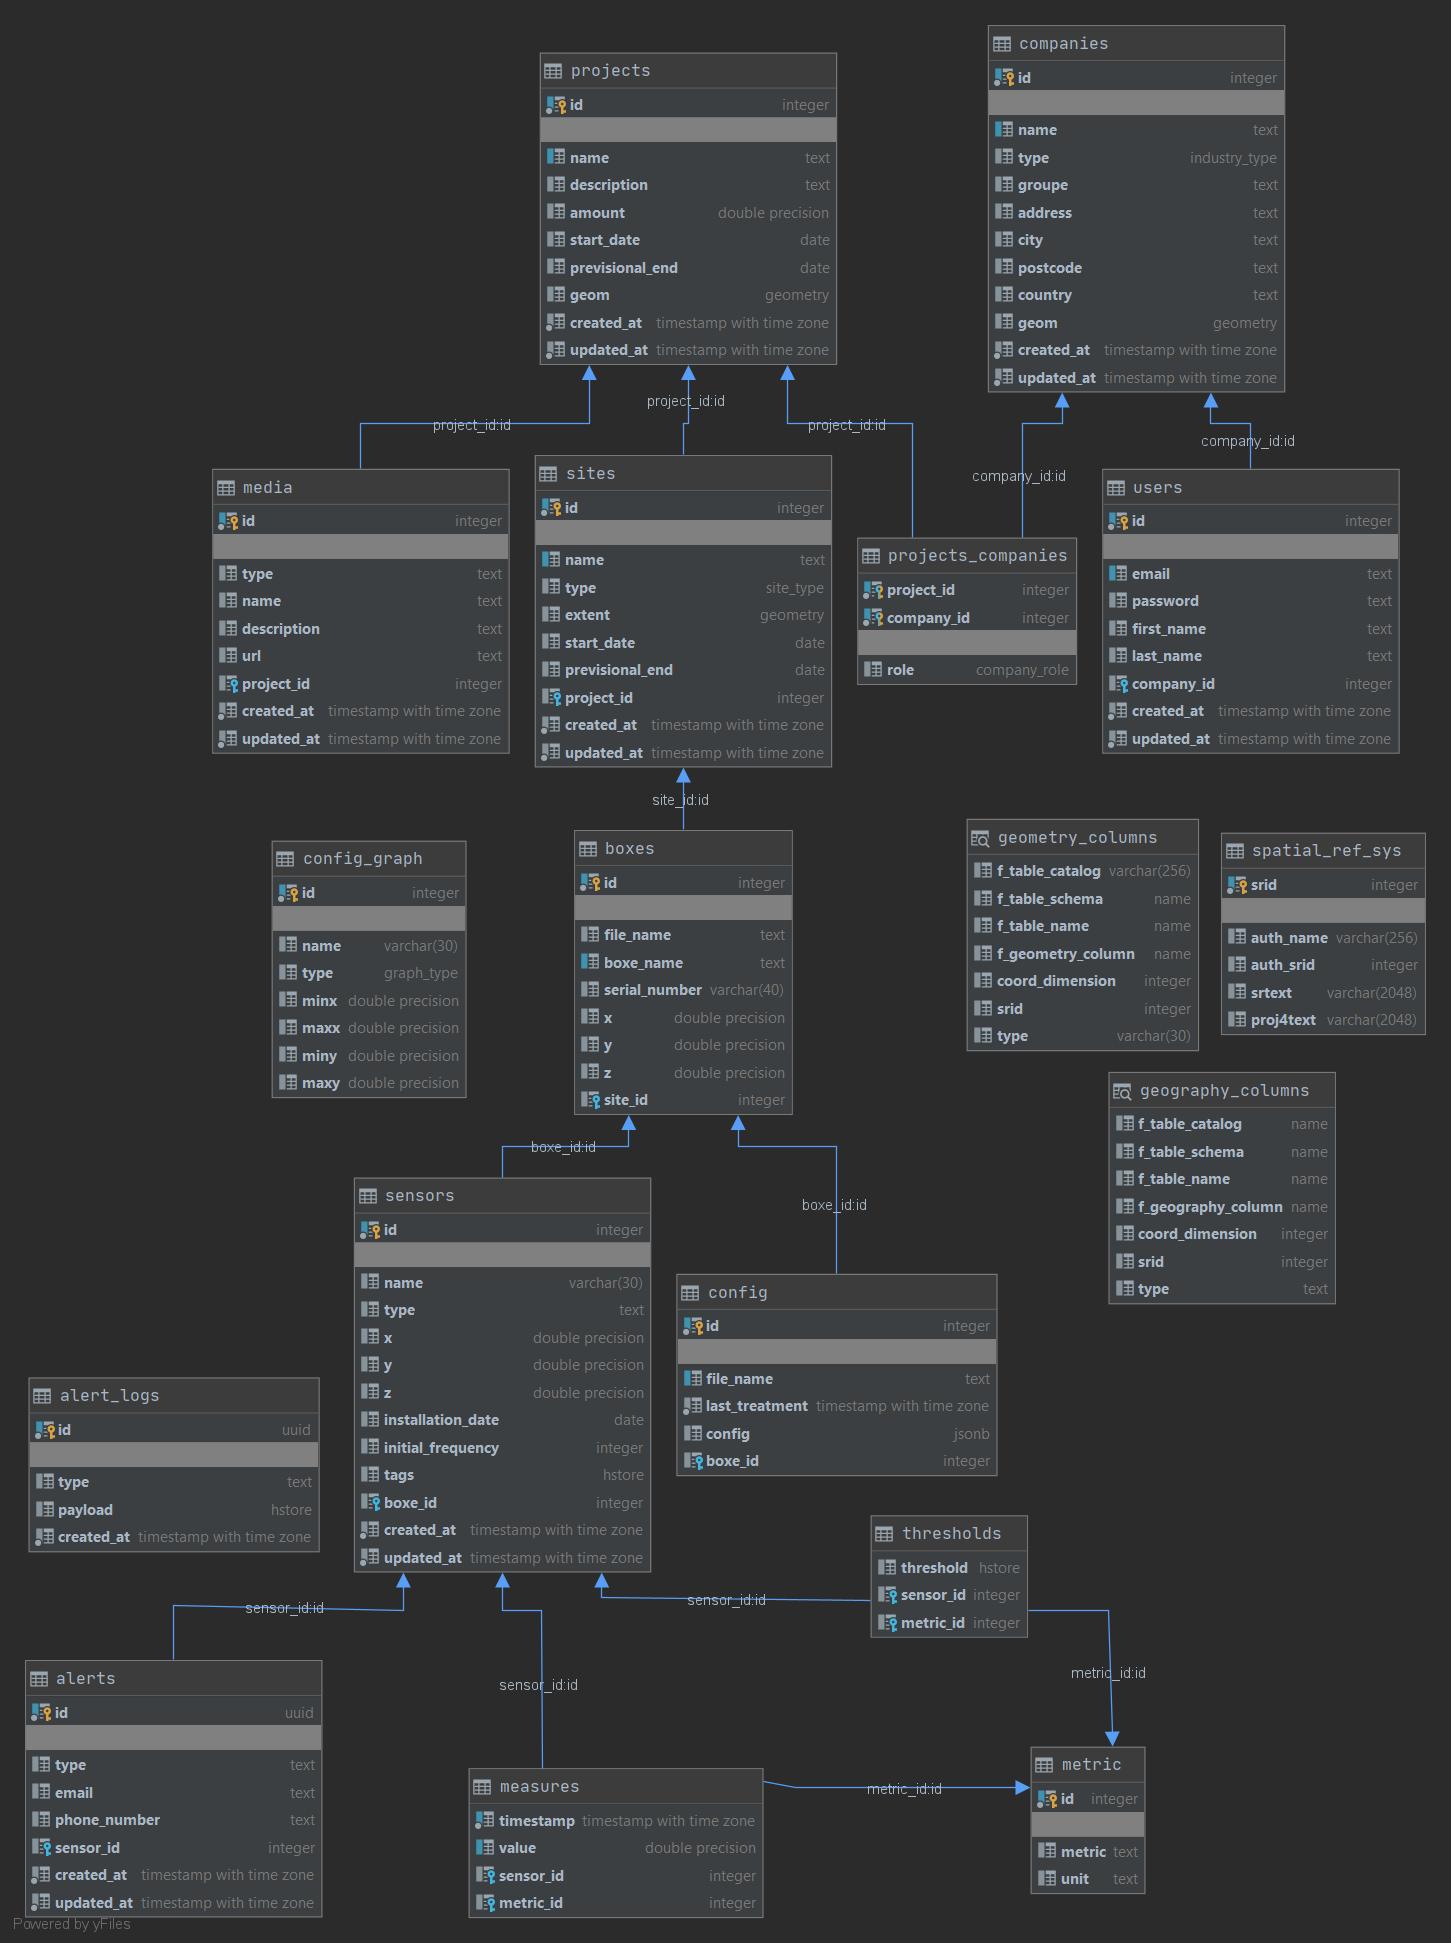 companies
id integer
name text
type industry_type
groupe text
address text
city text
postcode text
country text
geom geometry
created_at timestamp with time zone
updated_at timestamp with time zone
projects
id integer
name text
description text
amount double precision
start_date date
previsional_end date
geom geometry
created_at timestamp with time zone
updated_at timestamp with time zone
project_id:id
project_id:id
project_id:id
company_id:id
company_id:id
media
id integer
type text
name text
description text
url text
project_id integer
created_at timestamp with time zone
updated_at timestamp with time zone
sites
id integer
name text
type site_type
extent geometry
start_date date
previsional_end date
project_id integer
created_at timestamp with time zone
updated_at timestamp with time zone
projects_companies
project_id integer
company_id integer
role company_role
users
id integer
email text
password text
first_name text
last_name text
company_id integer
created_at timestamp with time zone
updated_at timestamp with time zone
site_id:id
config_graph
id integer
name varchar(30)
type graph_type
minx double precision
maxx double precision
miny double precision
maxy double precision
boxes
id integer
file_name text
boxe_name text
serial_number varchar(40)
x double precision
y double precision
z double precision
site_id integer
geometry_columns
f_table_catalog varchar(256)
f_table_schema name
f_table_name name
f_geometry_column name
coord_dimension integer
srid integer
type varchar(30)
spatial_ref_sys
srid integer
auth_name varchar(256)
auth_srid integer
srtext varchar(2048)
proj4text varchar(2048)
geography_columns
f_table_catalog name
f_table_schema name
f_table_name name
f_geography_column name
coord_dimension integer
srid integer
type text
boxe_id:id
boxe_id:id
sensors
id integer
name varchar(30)
type text
x double precision
y double precision
z double precision
installation_date date
initial_frequency integer
tags hstore
boxe_id integer
created_at timestamp with time zone
updated_at timestamp with time zone
config
id integer
file_name text
last_treatment timestamp with time zone
config jsonb
boxe_id integer
alert_logs
id uuid
type text
payload hstore
created_at timestamp with time zone
thresholds
threshold hstore
sensor_id integer
metric_id integer
sensor_id:id
sensor_id:id
sensor_id:id
metric_id:id
metric_id:id
alerts
id uuid
type text
email text
phone_number text
sensor_id integer
created_at timestamp with time zone
updated_at timestamp with time zone
measures
timestamp timestamp with time zone
value double precision
sensor_id integer
metric_id integer
metric
id integer
metric text
unit text
Powered by yFiles